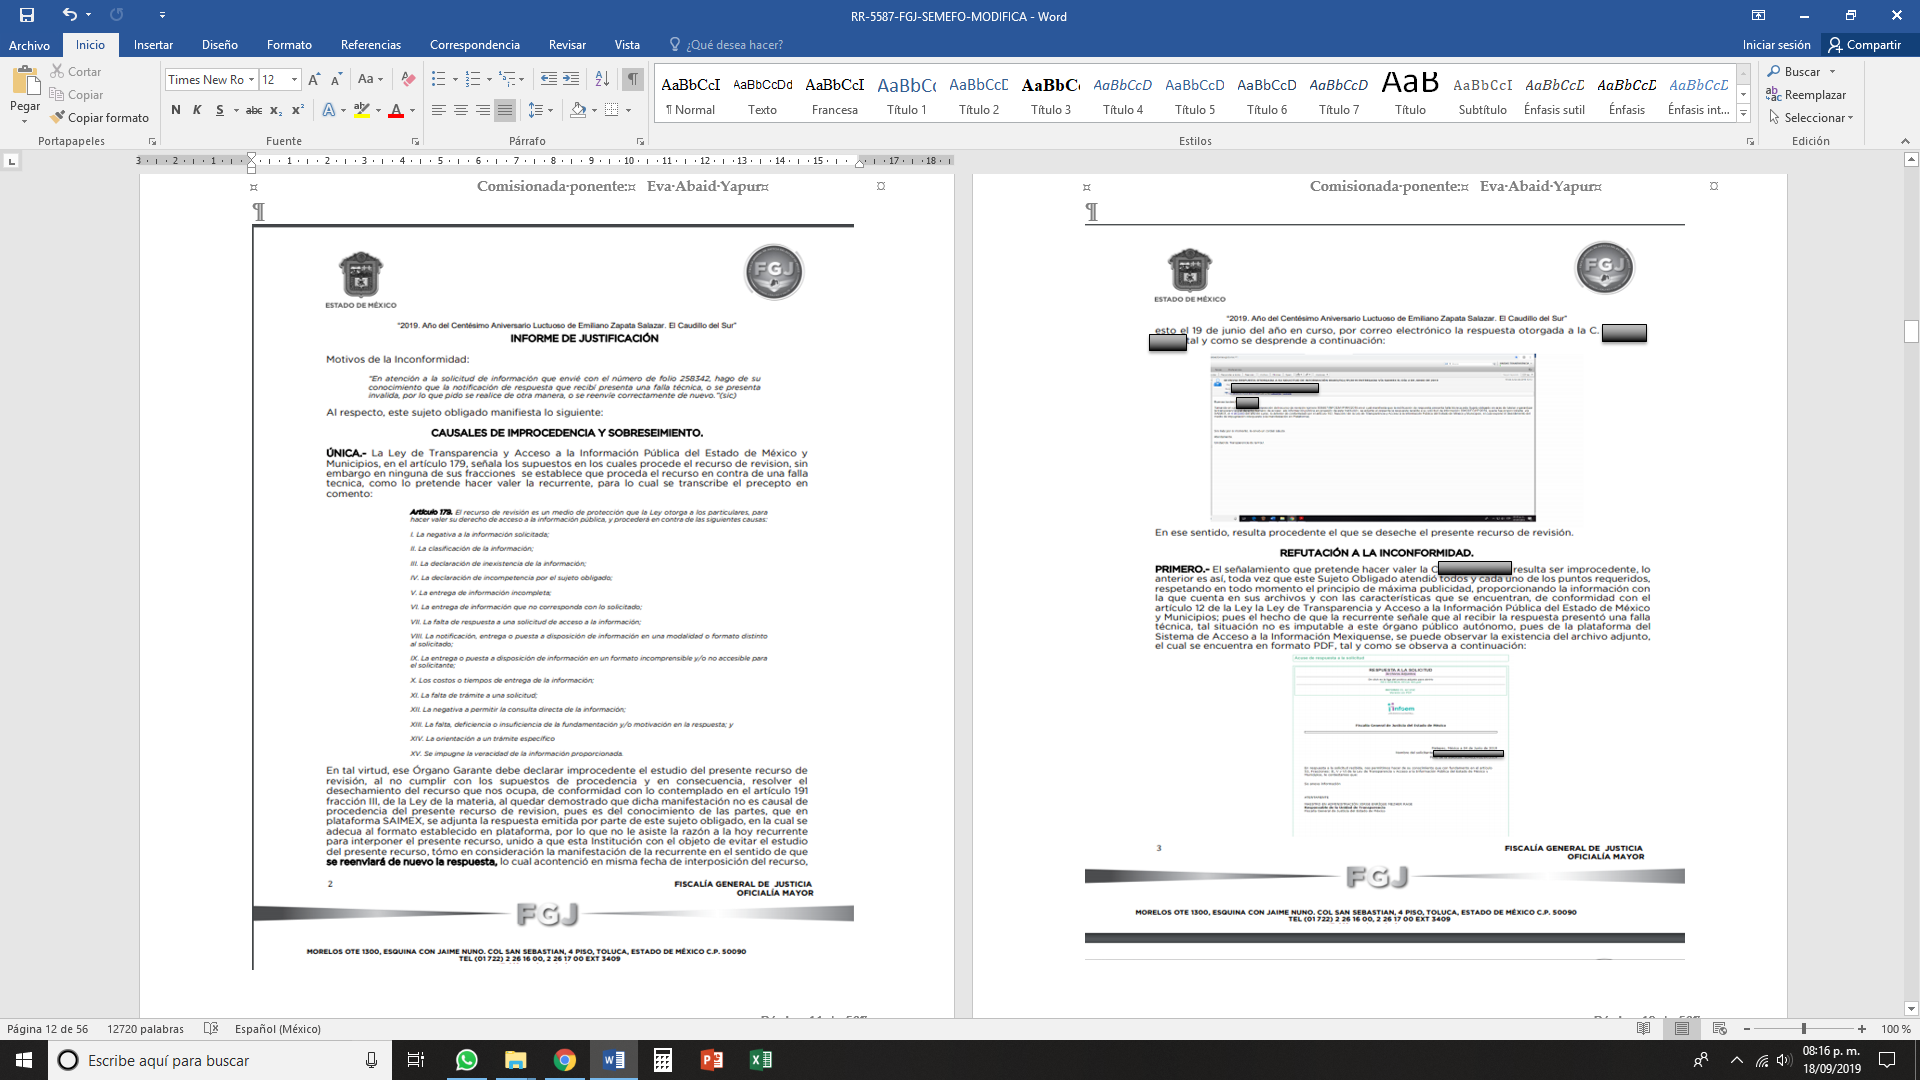 RR-5587-FGJ-SEMEFO-MODIFICA - Word
Archivo Inicio Insertar Diseño Formato Referencias Correspondencia Revisar Vista ¿Qué desea hacer? Iniciar sesión Compartir
Pegar
Cortar
Copiar
Copiar formato
Portapapeles
Times New Ro 12
Fuente
Párrafo
AaBbCcI AaBbCcDd AaBbCcI AaBbCc AaBbCcD AaBbC AaBbCcD AaBbCcD AaBbCcD AaBbCcD AaB AaBbCcI AaBbCcD AaBbCcD AaBbCcD
¶ Normal Texto Francesa Título 1 Título 2 Título 3 Título 4 Título 5 Título 6 Título 7 Título Subtítulo Énfasis sutil Énfasis Énfasis int...
Estilos
Buscar
Reemplazar
Seleccionar
Edición
3 2 1 1 2 3 4 5 6 7 8 9 10 11 12 13 14 15 17 18
Comisionada·ponente:¤ Eva·Abaid·Yapur¤
¶
ESTADO DE MÉXICO
FGJ
"2019. Año del Centésimo Aniversario Luctuoso de Emiliano Zapata Salazar. El Caudillo del Sur"
INFORME DE JUSTIFICACIÓN
Motivos de la Inconformidad:
"En atención a la solicitud de información que envié con el número de folio 258342, hago de su
conocimiento que la notificación de respuesta que recibí presenta una falla técnica, o se presenta
invalida, por lo que pido se realice de otra manera, o se reenvíe correctamente de nuevo."(sic)
Al respecto, este sujeto obligado manifiesta lo siguiente:
CAUSALES DE IMPROCEDENCIA Y SOBRESEIMIENTO.
ÚNICA.- La Ley de Transparencia y Acceso a la Información Pública del Estado de México y
Municipios, en el artículo 179, señala los supuestos en los cuales procede el recurso de revision, sin
embargo en ninguna de sus fracciones se establece que proceda el recurso en contra de una falla
tecnica, como lo pretende hacer valer la recurrente, para lo cual se transcribe el precepto en
comento:
Artículo 179. El recurso de revisión es un medio de protección que la Ley otorga a los particulares, para
hacer valer su derecho de acceso a la información pública, y procederá en contra de las siguientes causas:
I. La negativa a la información solicitada;
II. La clasificación de la información;
III. La declaración de inexistencia de la información;
IV. La declaración de incompetencia por el sujeto obligado;
V. La entrega de información incompleta;
VI. La entrega de información que no corresponda con lo solicitado;
VII. La falta de respuesta a una solicitud de acceso a la información;
VIII. La notificación, entrega o puesta a disposición de información en una modalidad o formato distinto
al solicitado;
IX. La entrega o puesta a disposición de información en un formato incomprensible y/o no accesible para
el solicitante;
X. Los costos o tiempos de entrega de la información;
XI. La falta de trámite a una solicitud;
XII. La negativa a permitir la consulta directa de la información;
XIII. La falta, deficiencia o insuficiencia de la fundamentación y/o motivación en la respuesta; y
XIV. La orientación a un trámite específico
XV. Se impugne la veracidad de la información proporcionada.
En tal virtud, ese Órgano Garante debe declarar improcedente el estudio del presente recurso de
revisión, al no cumplir con los supuestos de procedencia y en consecuencia, resolver el
desechamiento del recurso que nos ocupa, de conformidad con lo contemplado en el artículo 191
fracción III, de la Ley de la materia, al quedar demostrado que dicha manifestación no es causal de
procedencia del presente recurso de revision, pues es del conocimiento de las partes, que en
plataforma SAIMEX, se adjunta la respuesta emitida por parte de este sujeto obligado, en la cual se
adecua al formato establecido en plataforma, por lo que no le asiste la razón a la hoy recurrente
para interponer el presente recurso, unido a que esta Institución con el objeto de evitar el estudio
del presente recurso, tómo en consideración la manifestación de la recurrente en el sentido de que
se reenviará de nuevo la respuesta, lo cual acontenció en misma fecha de interposición del recurso,
2
FISCALÍA GENERAL DE JUSTICIA
OFICIALÍA MAYOR
FGJ
MORELOS OTE 1300, ESQUINA CON JAIME NUNO. COL SAN SEBASTIAN, 4 PISO, TOLUCA, ESTADO DE MÉXICO C.P. 50090
TEL (01 722) 2 26 16 00, 2 26 17 00 EXT 3409
Comisionada·ponente:¤ Eva·Abaid·Yapur¤
¶
ESTADO DE MÉXICO
FGJ
"2019. Año del Centésimo Aniversario Luctuoso de Emiliano Zapata Salazar. El Caudillo del Sur"
esto el 19 de junio del año en curso, por correo electrónico la respuesta otorgada a la C.
tal y como se desprende a continuación:
En ese sentido, resulta procedente el que se deseche el presente recurso de revisión.
REFUTACIÓN A LA INCONFORMIDAD.
PRIMERO.- El señalamiento que pretende hacer valer la C resulta ser improcedente, lo
anterior es así, toda vez que este Sujeto Obligado atendió todos y cada uno de los puntos requeridos,
respetando en todo momento el principio de máxima publicidad, proporcionando la información con
la que cuenta en sus archivos y con las características que se encuentran, de conformidad con el
artículo 12 de la Ley la Ley de Transparencia y Acceso a la Información Pública del Estado de México
y Municipios; pues el hecho de que la recurrente señale que al recibir la respuesta presentó una falla
técnica, tal situación no es imputable a este órgano público autónomo, pues de la plataforma del
Sistema de Acceso a la Información Mexiquense, se puede observar la existencia del archivo adjunto,
el cual se encuentra en formato PDF, tal y como se observa a continuación:
RESPUESTA A LA SOLICITUD
infoem
Fiscalía General de Justicia del Estado de México
3
FISCALÍA GENERAL DE JUSTICIA
OFICIALÍA MAYOR
FGJ
MORELOS OTE 1300, ESQUINA CON JAIME NUNO. COL SAN SEBASTIAN, 4 PISO, TOLUCA, ESTADO DE MÉXICO C.P. 50090
TEL (01 722) 2 26 16 00, 2 26 17 00 EXT 3409
Página 12 de 56 12720 palabras Español (México) 100 %
Escribe aquí para buscar
08:16 p. m.
18/09/2019